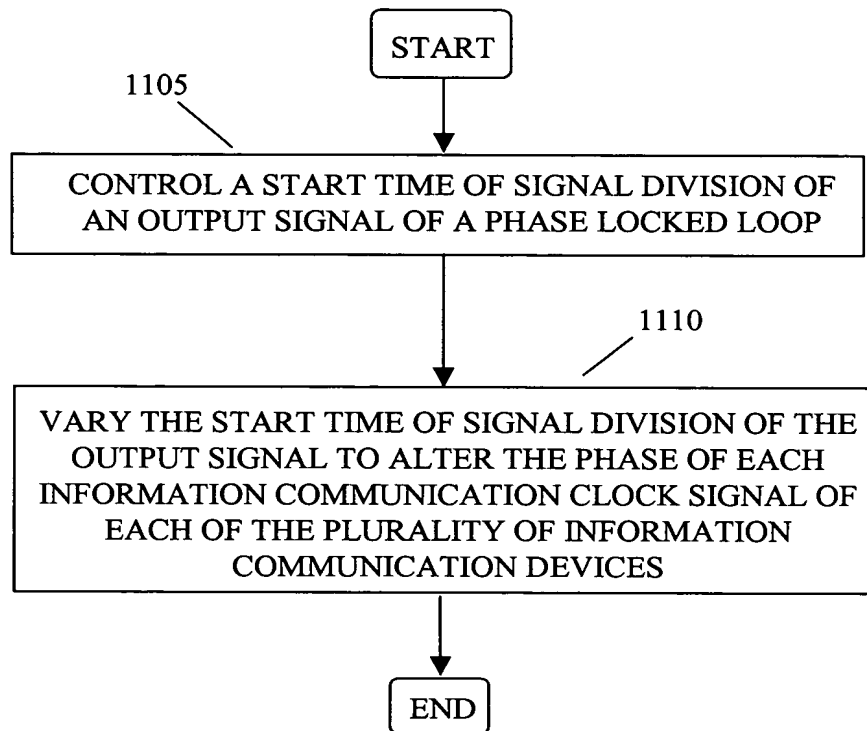 START
1105
CONTROL A START TIME OF SIGNAL DIVISION OF
AN OUTPUT SIGNAL OF A PHASE LOCKED LOOP
1110
VARY THE START TIME OF SIGNAL DIVISION OF THE
OUTPUT SIGNAL TO ALTER THE PHASE OF EACH
INFORMATION COMMUNICATION CLOCK SIGNAL OF
EACH OF THE PLURALITY OF INFORMATION
COMMUNICATION DEVICES
END